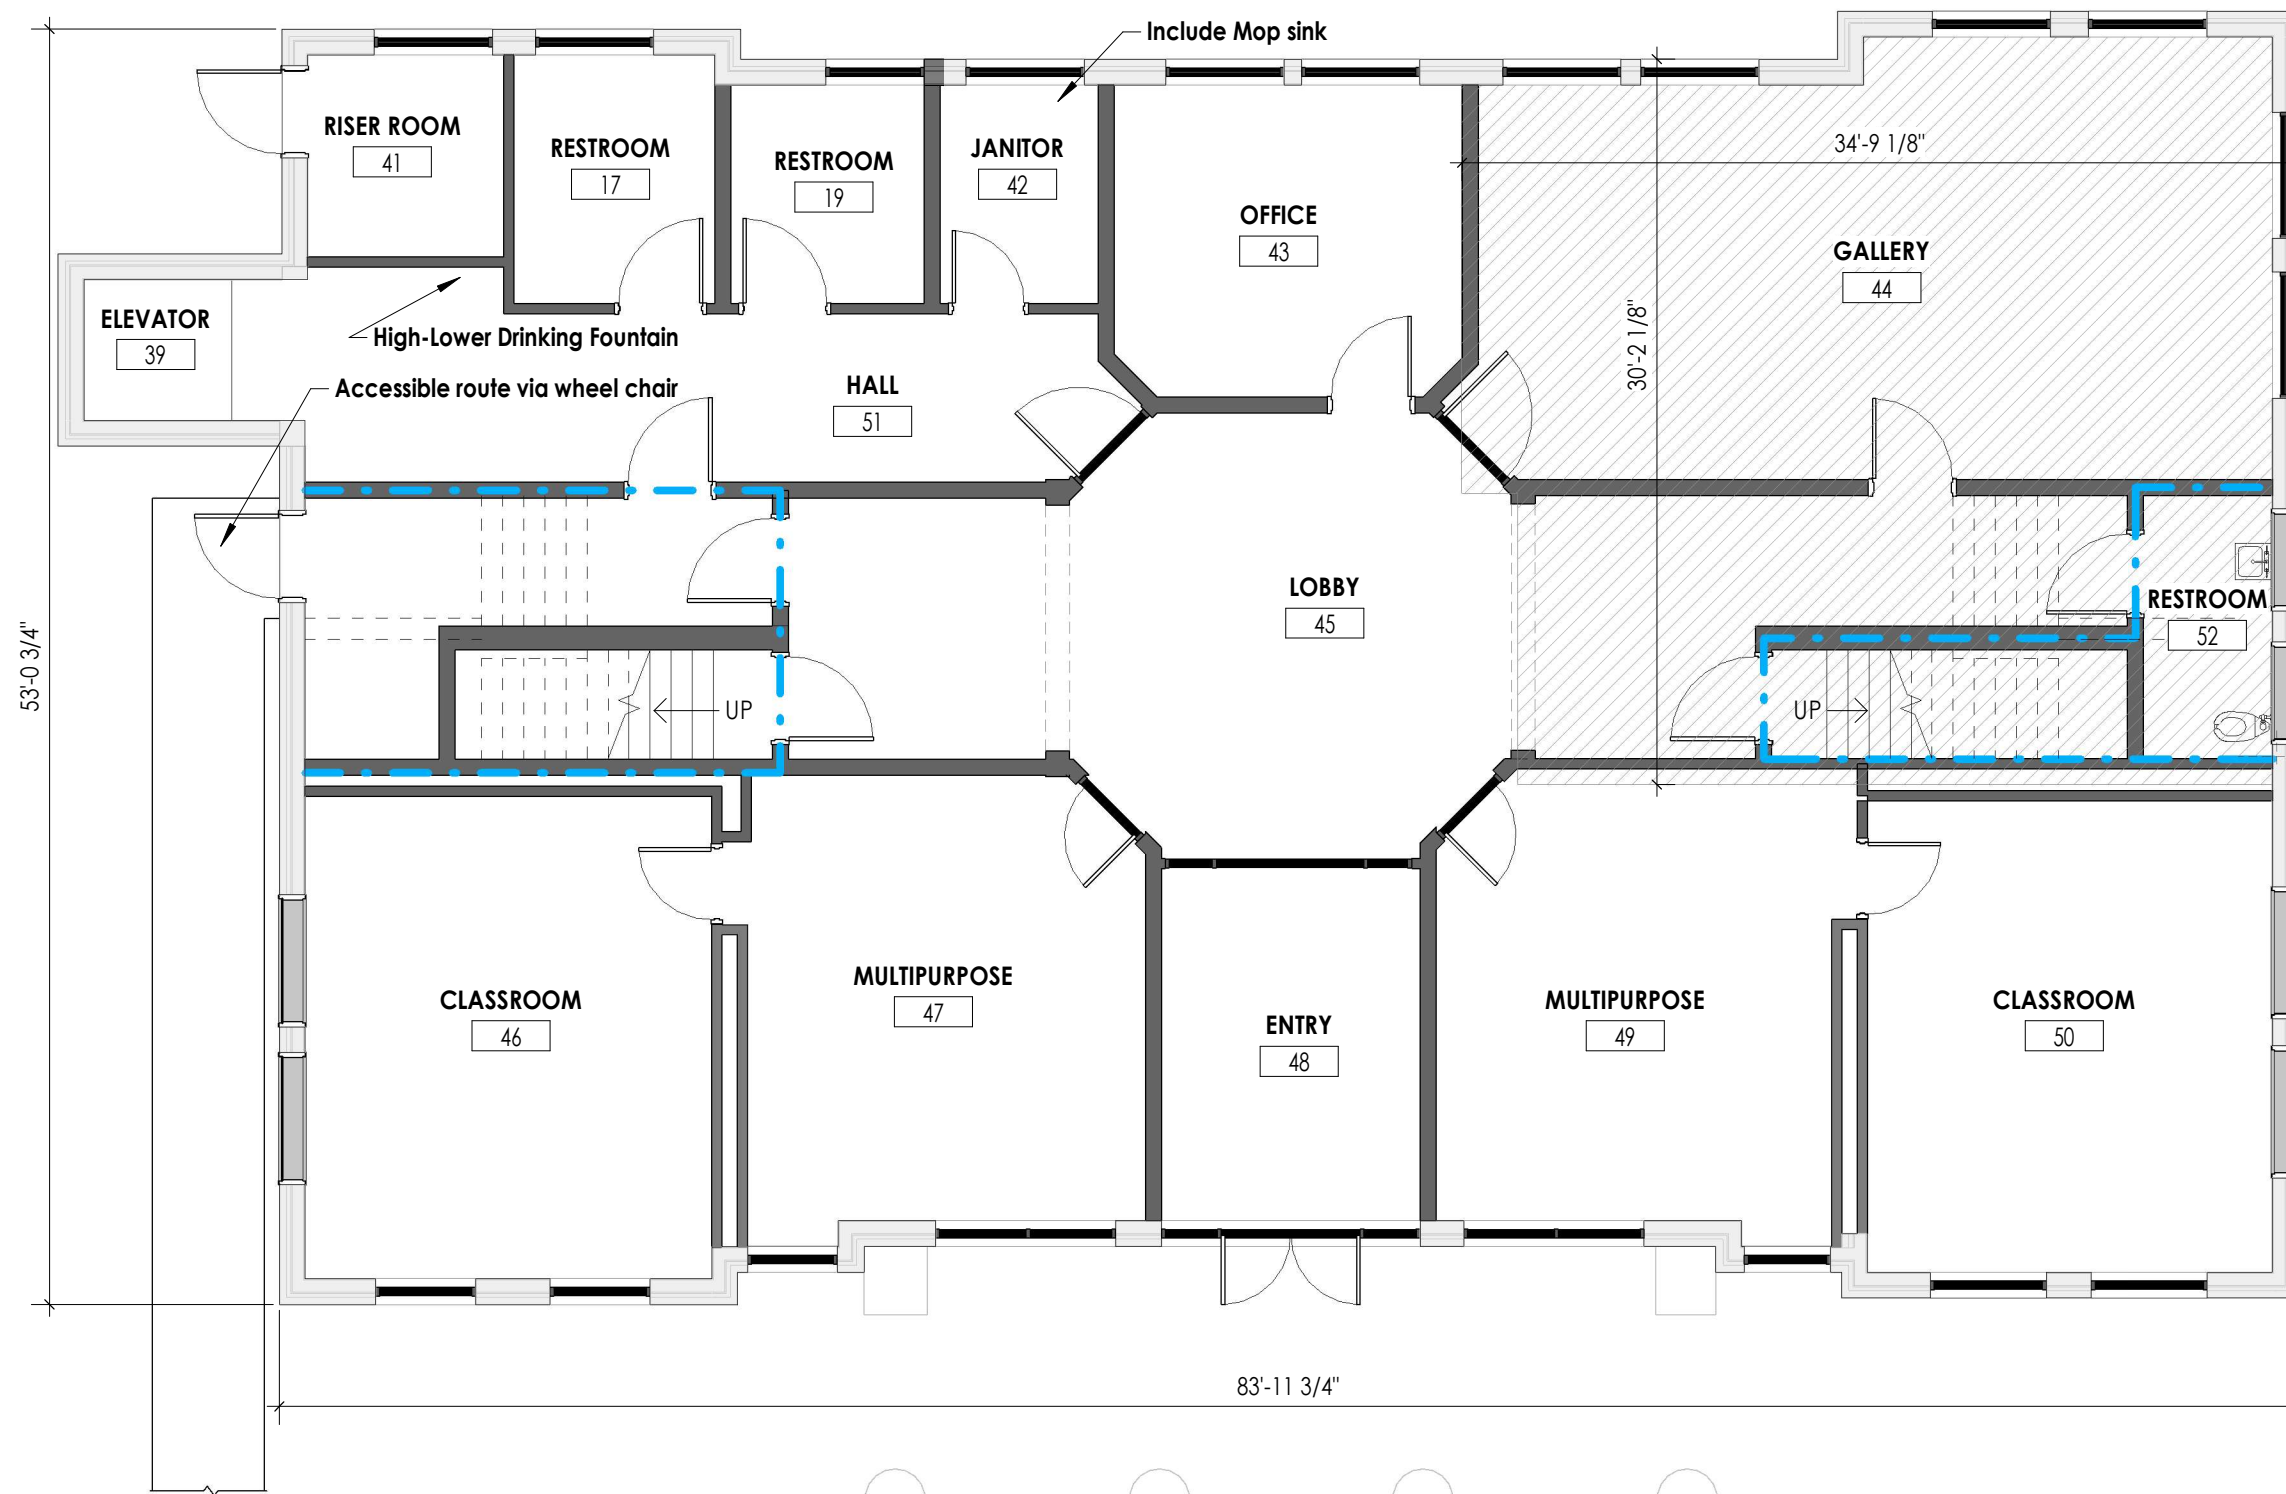 Include Mop sink
RISER ROOM
41
RESTROOM
17
RESTROOM
19
JANITOR
42
OFFICE
43
34'-9 1/8"
GALLERY
44
ELEVATOR
39
High-Lower Drinking Fountain
30'-2 1/8"
Accessible route via wheel chair
HALL
51
LOBBY
45
RESTROOM
52
53'-0 3/4"
UP
UP
CLASSROOM
46
MULTIPURPOSE
47
ENTRY
48
MULTIPURPOSE
49
CLASSROOM
50
83'-11 3/4"